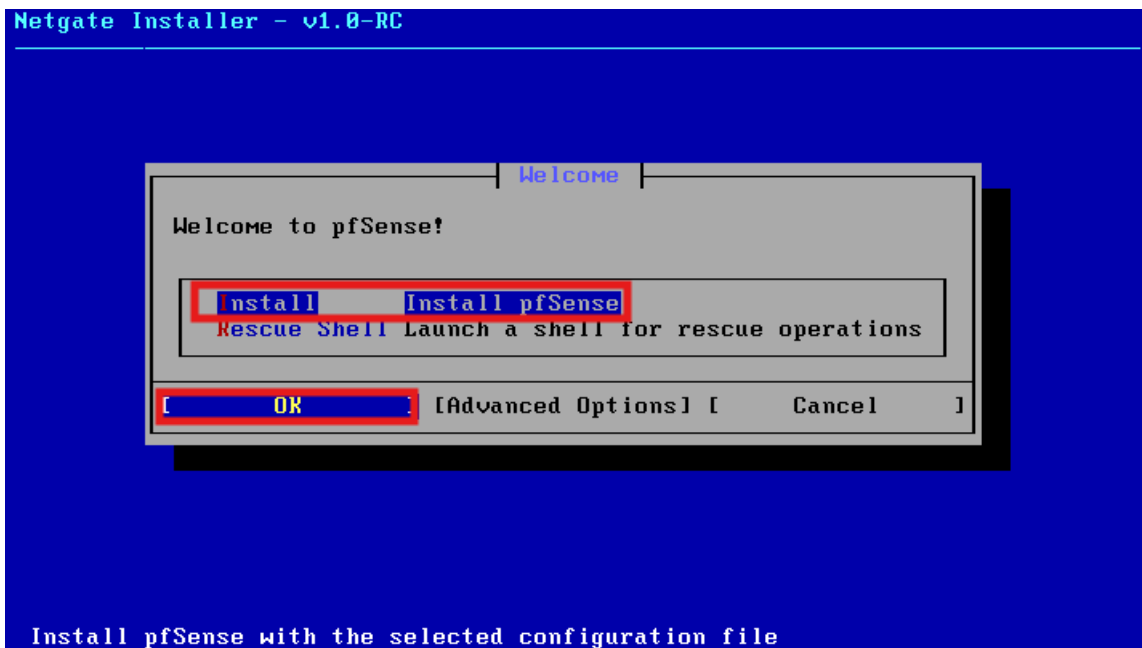 Netgate Installer - v1.0-RC
Welcome
Welcome to pfSense!
Install Install pfSense
Rescue Shell Launch a shell for rescue operations
[ OK ] [Advanced Options] [ Cancel ]
Install pfSense with the selected configuration file